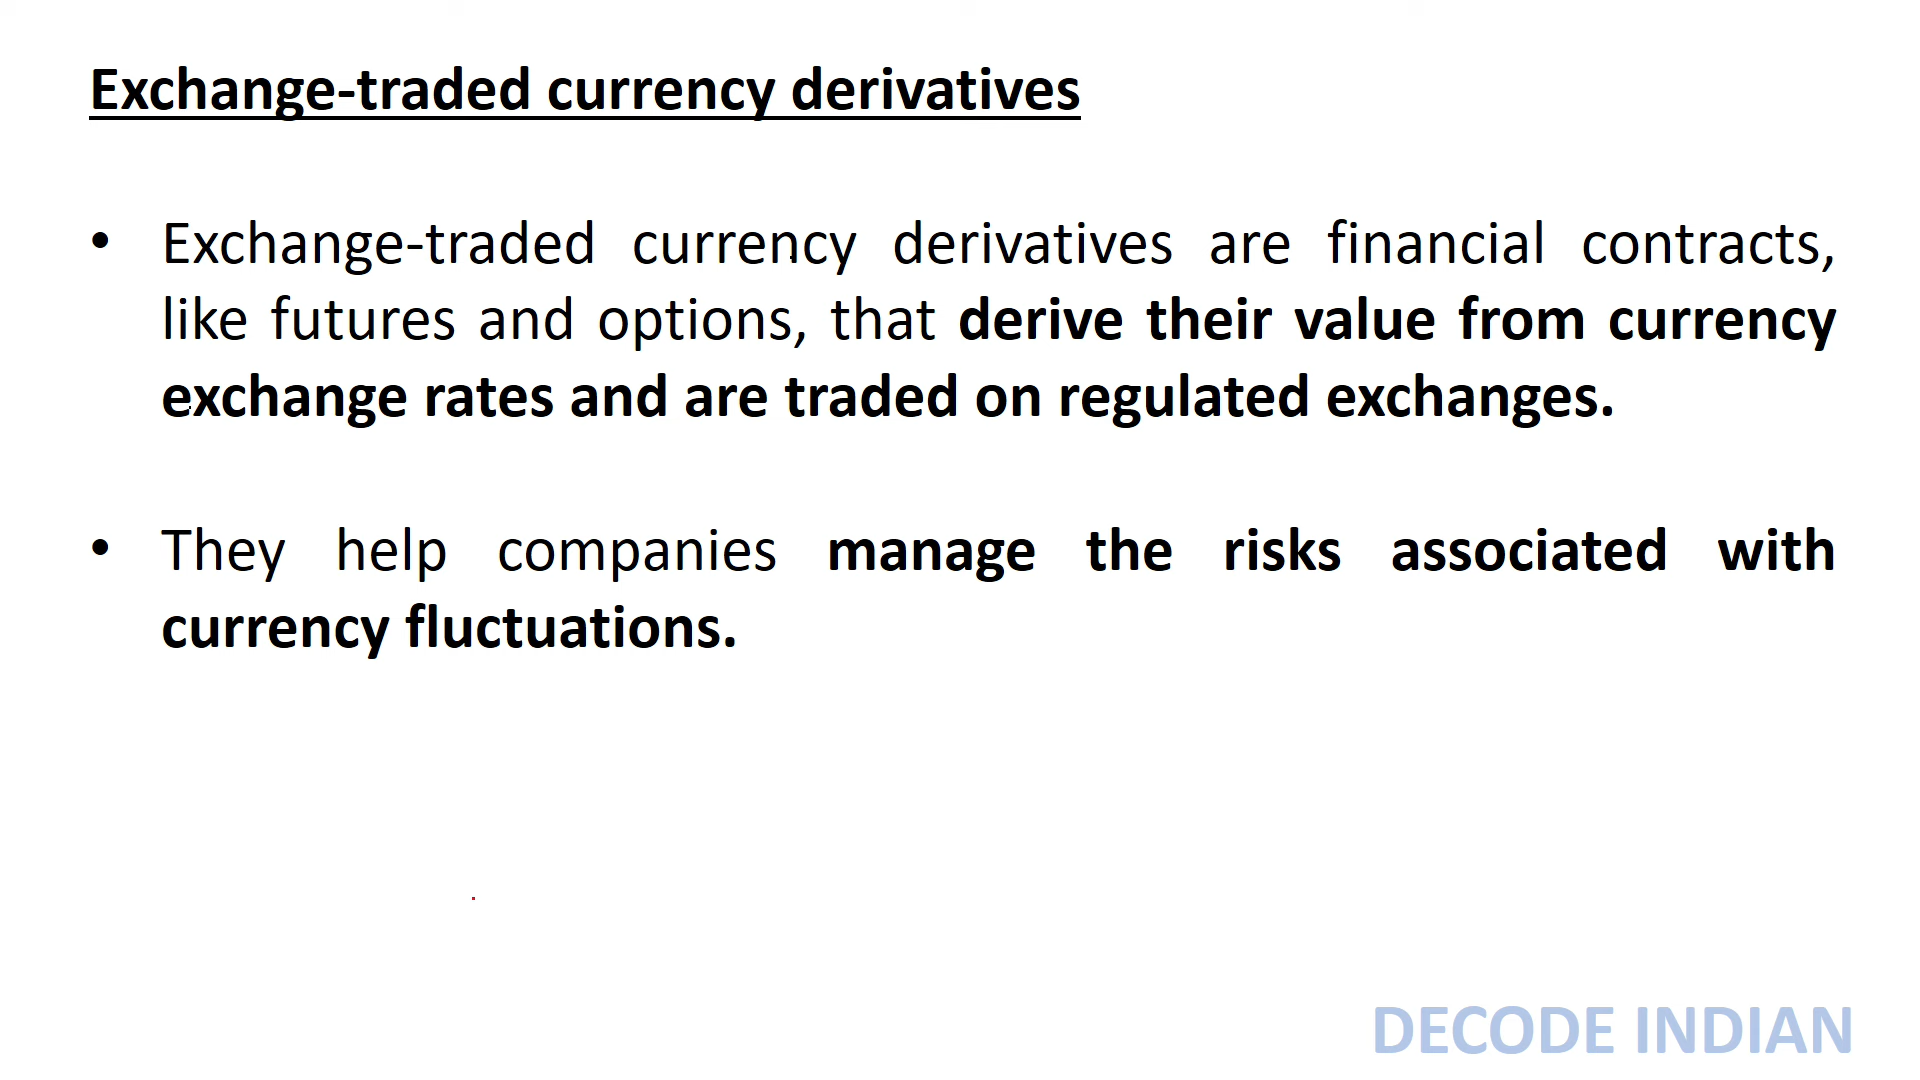 Exchange-traded currency derivatives
• Exchange-traded currency derivatives are financial contracts,
like futures and options, that derive their value from currency
exchange rates and are traded on regulated exchanges.
• They help companies manage the risks associated with
currency fluctuations.
DECODE INDIAN